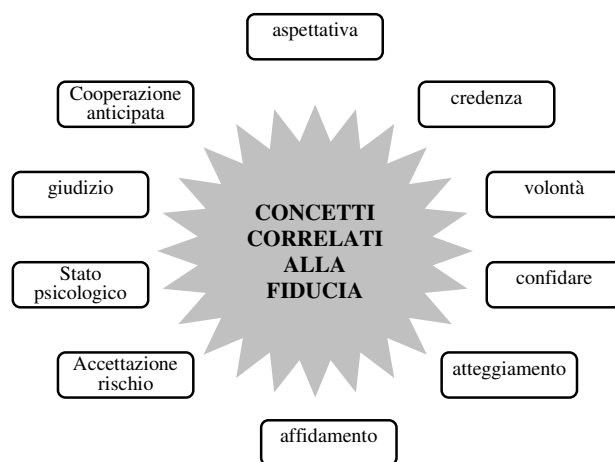 aspettativa
Cooperazione
anticipata
credenza
giudizio
volontà
CONCETTI
CORRELATI
ALLA
FIDUCIA
Stato
psicologico
confidare
Accettazione
rischio
atteggiamento
affidamento